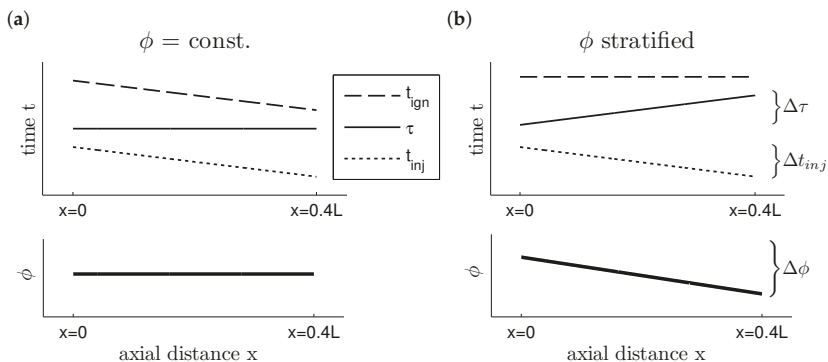 (a)
ϕ = const.
time t
t_ign
τ
t_inj
x=0
x=0.4L
ϕ
x=0
x=0.4L
axial distance x
(b)
ϕ stratified
time t
Δτ
Δt_inj
x=0
x=0.4L
ϕ
Δϕ
x=0
x=0.4L
axial distance x